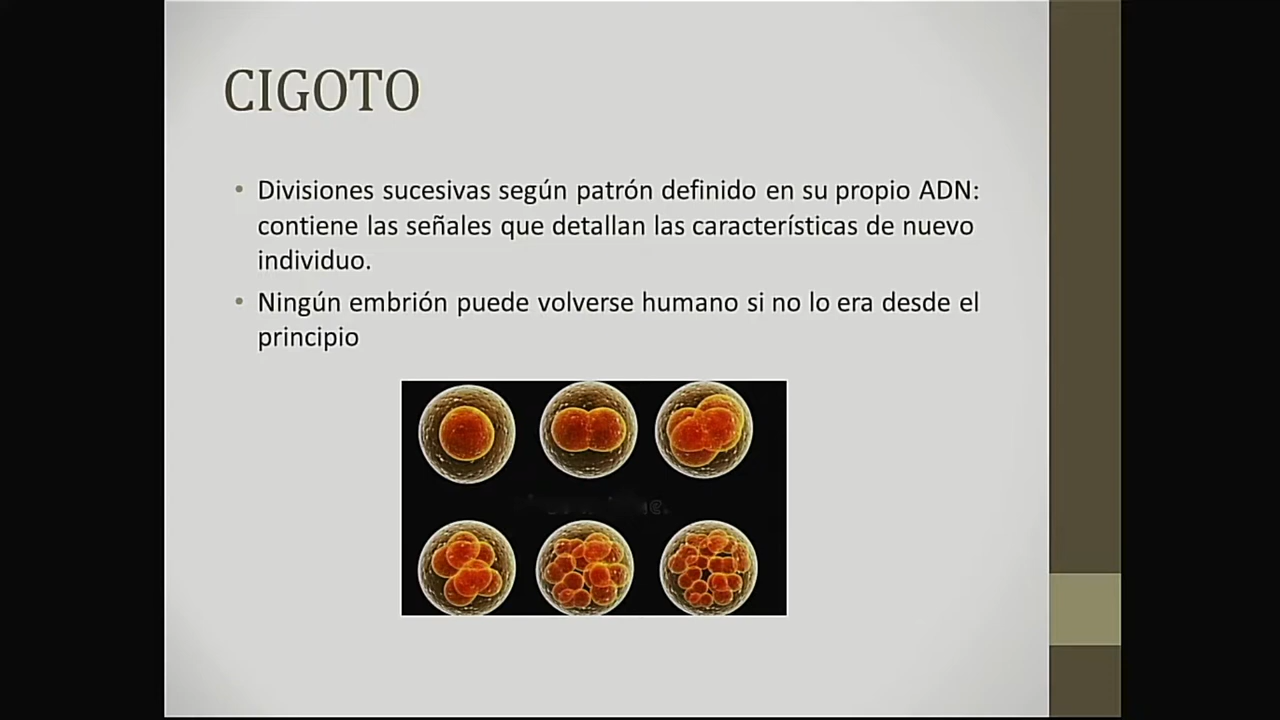 CIGOTO
• Divisiones sucesivas según patrón definido en su propio ADN:
contiene las señales que detallan las características de nuevo
individuo.
• Ningún embrión puede volverse humano si no lo era desde el
principio